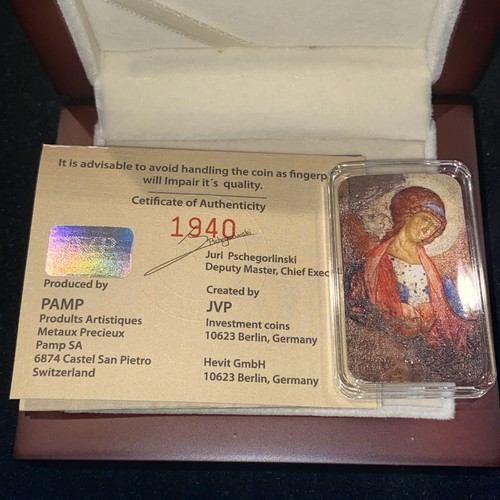 It is advisable to avoid handling the coin as fingerp
will Impair it´s quality.
Cetificate of Authenticity
1940
Juri Pschegorlinski
Deputy Master, Chief Exec
Produced by
PAMP
Produits Artistiques
Metaux Precieux
Pamp SA
6874 Castel San Pietro
Switzerland
Created by
JVP
Investment coins
10623 Berlin, Germany
Hevit GmbH
10623 Berlin, Germany